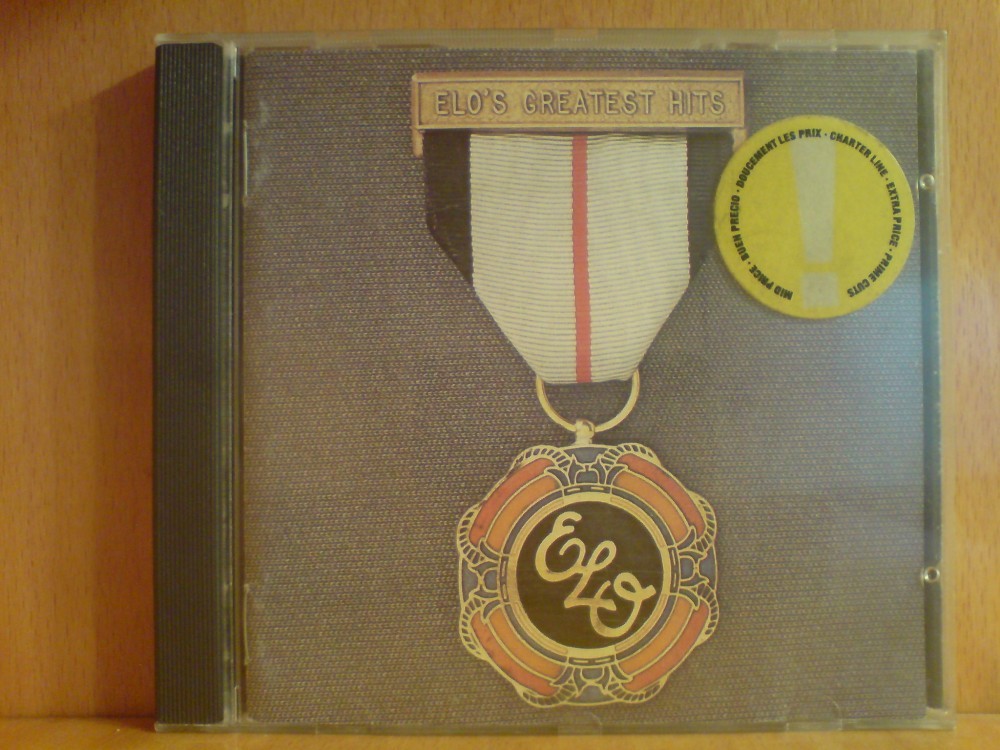 ELO'S GREATEST HITS
MID PRICE · BUEN PRECIO · DOUCEMENT LES PRIX · CHARTER LINE · EXTRA PRICE · PRIME CUTS
!
ELO